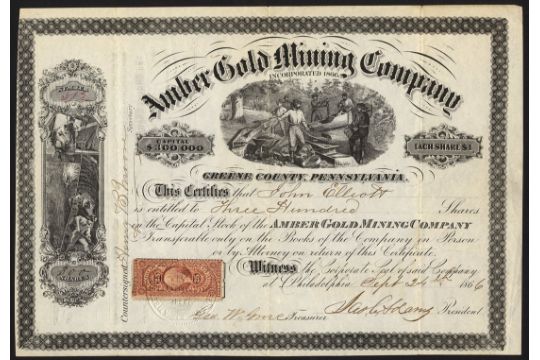 Amber Gold Mining Company
INCORPORATED 1866.
CAPITAL
$300,000
EACH SHARE $1
GREENE COUNTY, PENNSYLVANIA.
This Certifies that John Elliott
is entitled to Three Hundred Shares
in the Capital Stock of the AMBER GOLD MINING COMPANY
Transferable only on the Books of the Company in Person
or by Attorney on return of this Certificate.
Witness the Corporate Seal of said Company
at Philadelphia Sept 24th 1866
Treasurer
President
Countersigned
Secretary